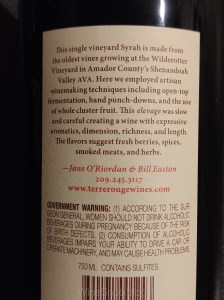 This single vineyard Syrah is made from
the oldest vines growing at the Wilderotter
Vineyard in Amador County's Shenandoah
Valley AVA. Here we employed artisan
winemaking techniques including open-top
fermentation, hand punch-downs, and the use
of whole cluster fruit. This elevage was slow
and careful creating a wine with expressive
aromatics, dimension, richness, and length.
The flavors suggest fresh berries, spices,
smoked meats, and herbs.
—Jane O'Riordan & Bill Easton
209.245.3117
www.terrerougewines.com
GOVERNMENT WARNING: (1) ACCORDING TO THE SUR-
GEON GENERAL, WOMEN SHOULD NOT DRINK ALCOHOLIC
BEVERAGES DURING PREGNANCY BECAUSE OF THE RISK
OF BIRTH DEFECTS. (2) CONSUMPTION OF ALCOHOLIC
BEVERAGES IMPAIRS YOUR ABILITY TO DRIVE A CAR OR
OPERATE MACHINERY, AND MAY CAUSE HEALTH PROBLEMS.
750 ML CONTAINS SULFITES